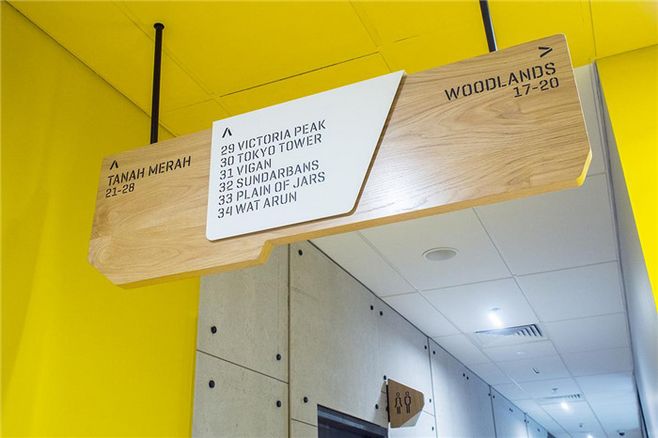 ∧
TANAH MERAH
21-28
∧
29 VICTORIA PEAK
30 TOKYO TOWER
31 VIGAN
32 SUNDARBANS
33 PLAIN OF JARS
34 WAT ARUN
>
WOODLANDS
17-20